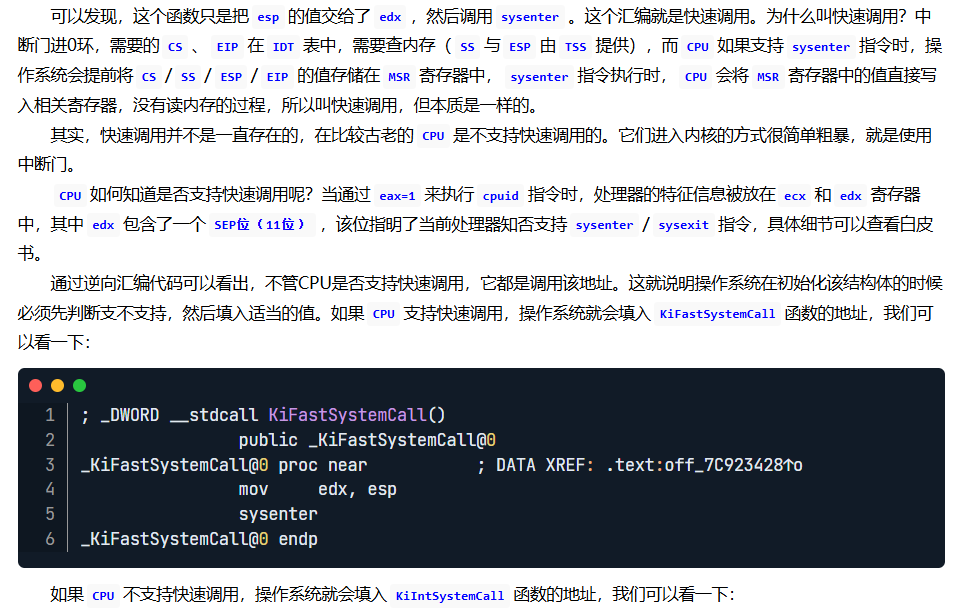 可以发现，这个函数只是把 esp 的值交给了 edx ，然后调用 sysenter 。这个汇编就是快速调用。为什么叫快速调用？中
断门进0环，需要的 CS 、 EIP 在 IDT 表中，需要查内存（ SS 与 ESP 由 TSS 提供），而 CPU 如果支持 sysenter 指令时，操
作系统会提前将 CS / SS / ESP / EIP 的值存储在 MSR 寄存器中， sysenter 指令执行时， CPU 会将 MSR 寄存器中的值直接写
入相关寄存器，没有读内存的过程，所以叫快速调用，但本质是一样的。
其实，快速调用并不是一直存在的，在比较古老的 CPU 是不支持快速调用的。它们进入内核的方式很简单粗暴，就是使用
中断门。
CPU 如何知道是否支持快速调用呢？当通过 eax=1 来执行 cpuid 指令时，处理器的特征信息被放在 ecx 和 edx 寄存器
中，其中 edx 包含了一个 SEP位（11位） ，该位指明了当前处理器知否支持 sysenter / sysexit 指令，具体细节可以查看白皮
书。
通过逆向汇编代码可以看出，不管CPU是否支持快速调用，它都是调用该地址。这就说明操作系统在初始化该结构体的时候
必须先判断支不支持，然后填入适当的值。如果 CPU 支持快速调用，操作系统就会填入 KiFastSystemCall 函数的地址，我们可
以看一下：
1 ; _DWORD __stdcall KiFastSystemCall()
2 public _KiFastSystemCall@0
3 _KiFastSystemCall@0 proc near ; DATA XREF: .text:off_7C923428↑o
4 mov edx, esp
5 sysenter
6 _KiFastSystemCall@0 endp
如果 CPU 不支持快速调用，操作系统就会填入 KiIntSystemCall 函数的地址，我们可以看一下：